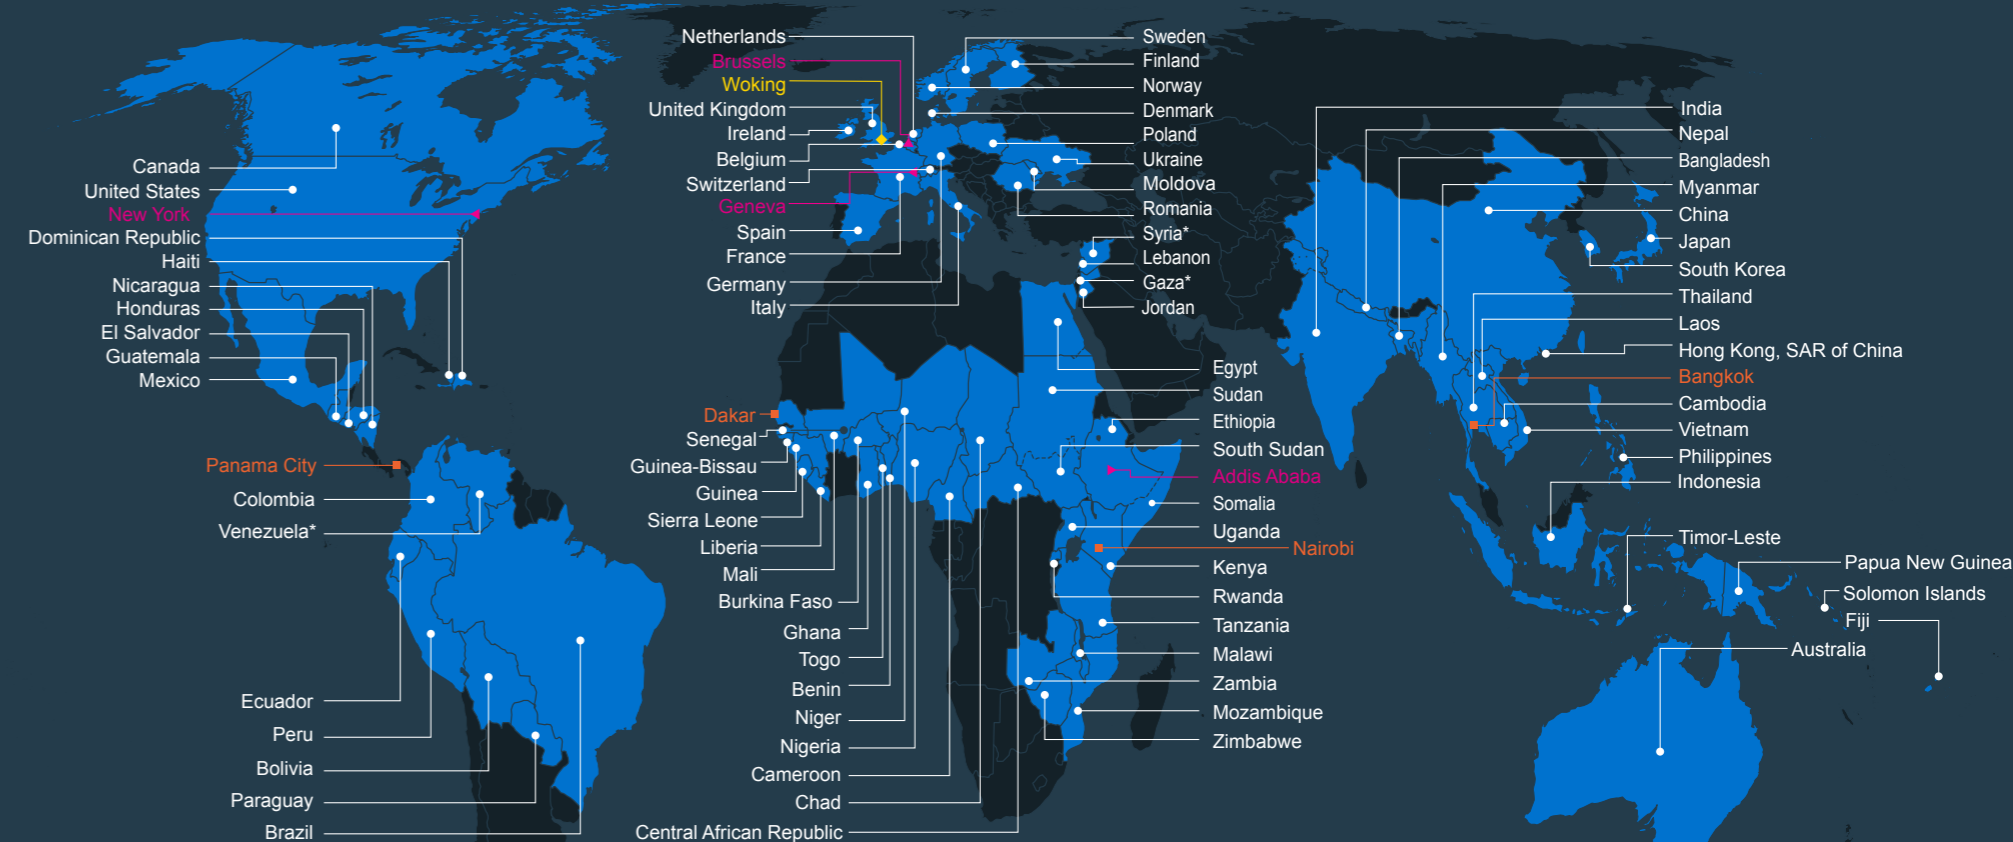 Canada
United States
New York
Dominican Republic
Haiti
Nicaragua
Honduras
El Salvador
Guatemala
Mexico
Panama City
Colombia
Venezuela*
Ecuador
Peru
Bolivia
Paraguay
Brazil
Netherlands
Brussels
Woking
United Kingdom
Ireland
Belgium
Switzerland
Geneva
Spain
France
Germany
Italy
Dakar
Senegal
Guinea-Bissau
Guinea
Sierra Leone
Liberia
Mali
Burkina Faso
Ghana
Togo
Benin
Niger
Nigeria
Cameroon
Chad
Central African Republic
Sweden
Finland
Norway
Denmark
Poland
Ukraine
Moldova
Romania
Syria*
Lebanon
Gaza*
Jordan
Egypt
Sudan
Ethiopia
South Sudan
Addis Ababa
Somalia
Uganda
Nairobi
Kenya
Rwanda
Tanzania
Malawi
Zambia
Mozambique
Zimbabwe
India
Nepal
Bangladesh
Myanmar
China
Japan
South Korea
Thailand
Laos
Hong Kong, SAR of China
Bangkok
Cambodia
Vietnam
Philippines
Indonesia
Timor-Leste
Papua New Guinea
Solomon Islands
Fiji
Australia